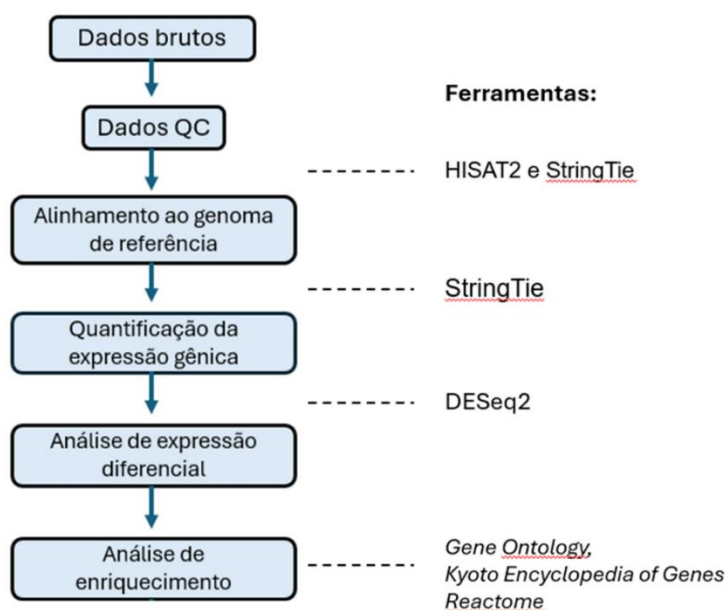 Dados brutos
Ferramentas:
Dados QC
HISAT2 e StringTie
Alinhamento ao genoma
de referência
StringTie
Quantificação da
expressão gênica
DESeq2
Análise de expressão
diferencial
Análise de
enriquecimento
Gene Ontology,
Kyoto Encyclopedia of Genes
Reactome